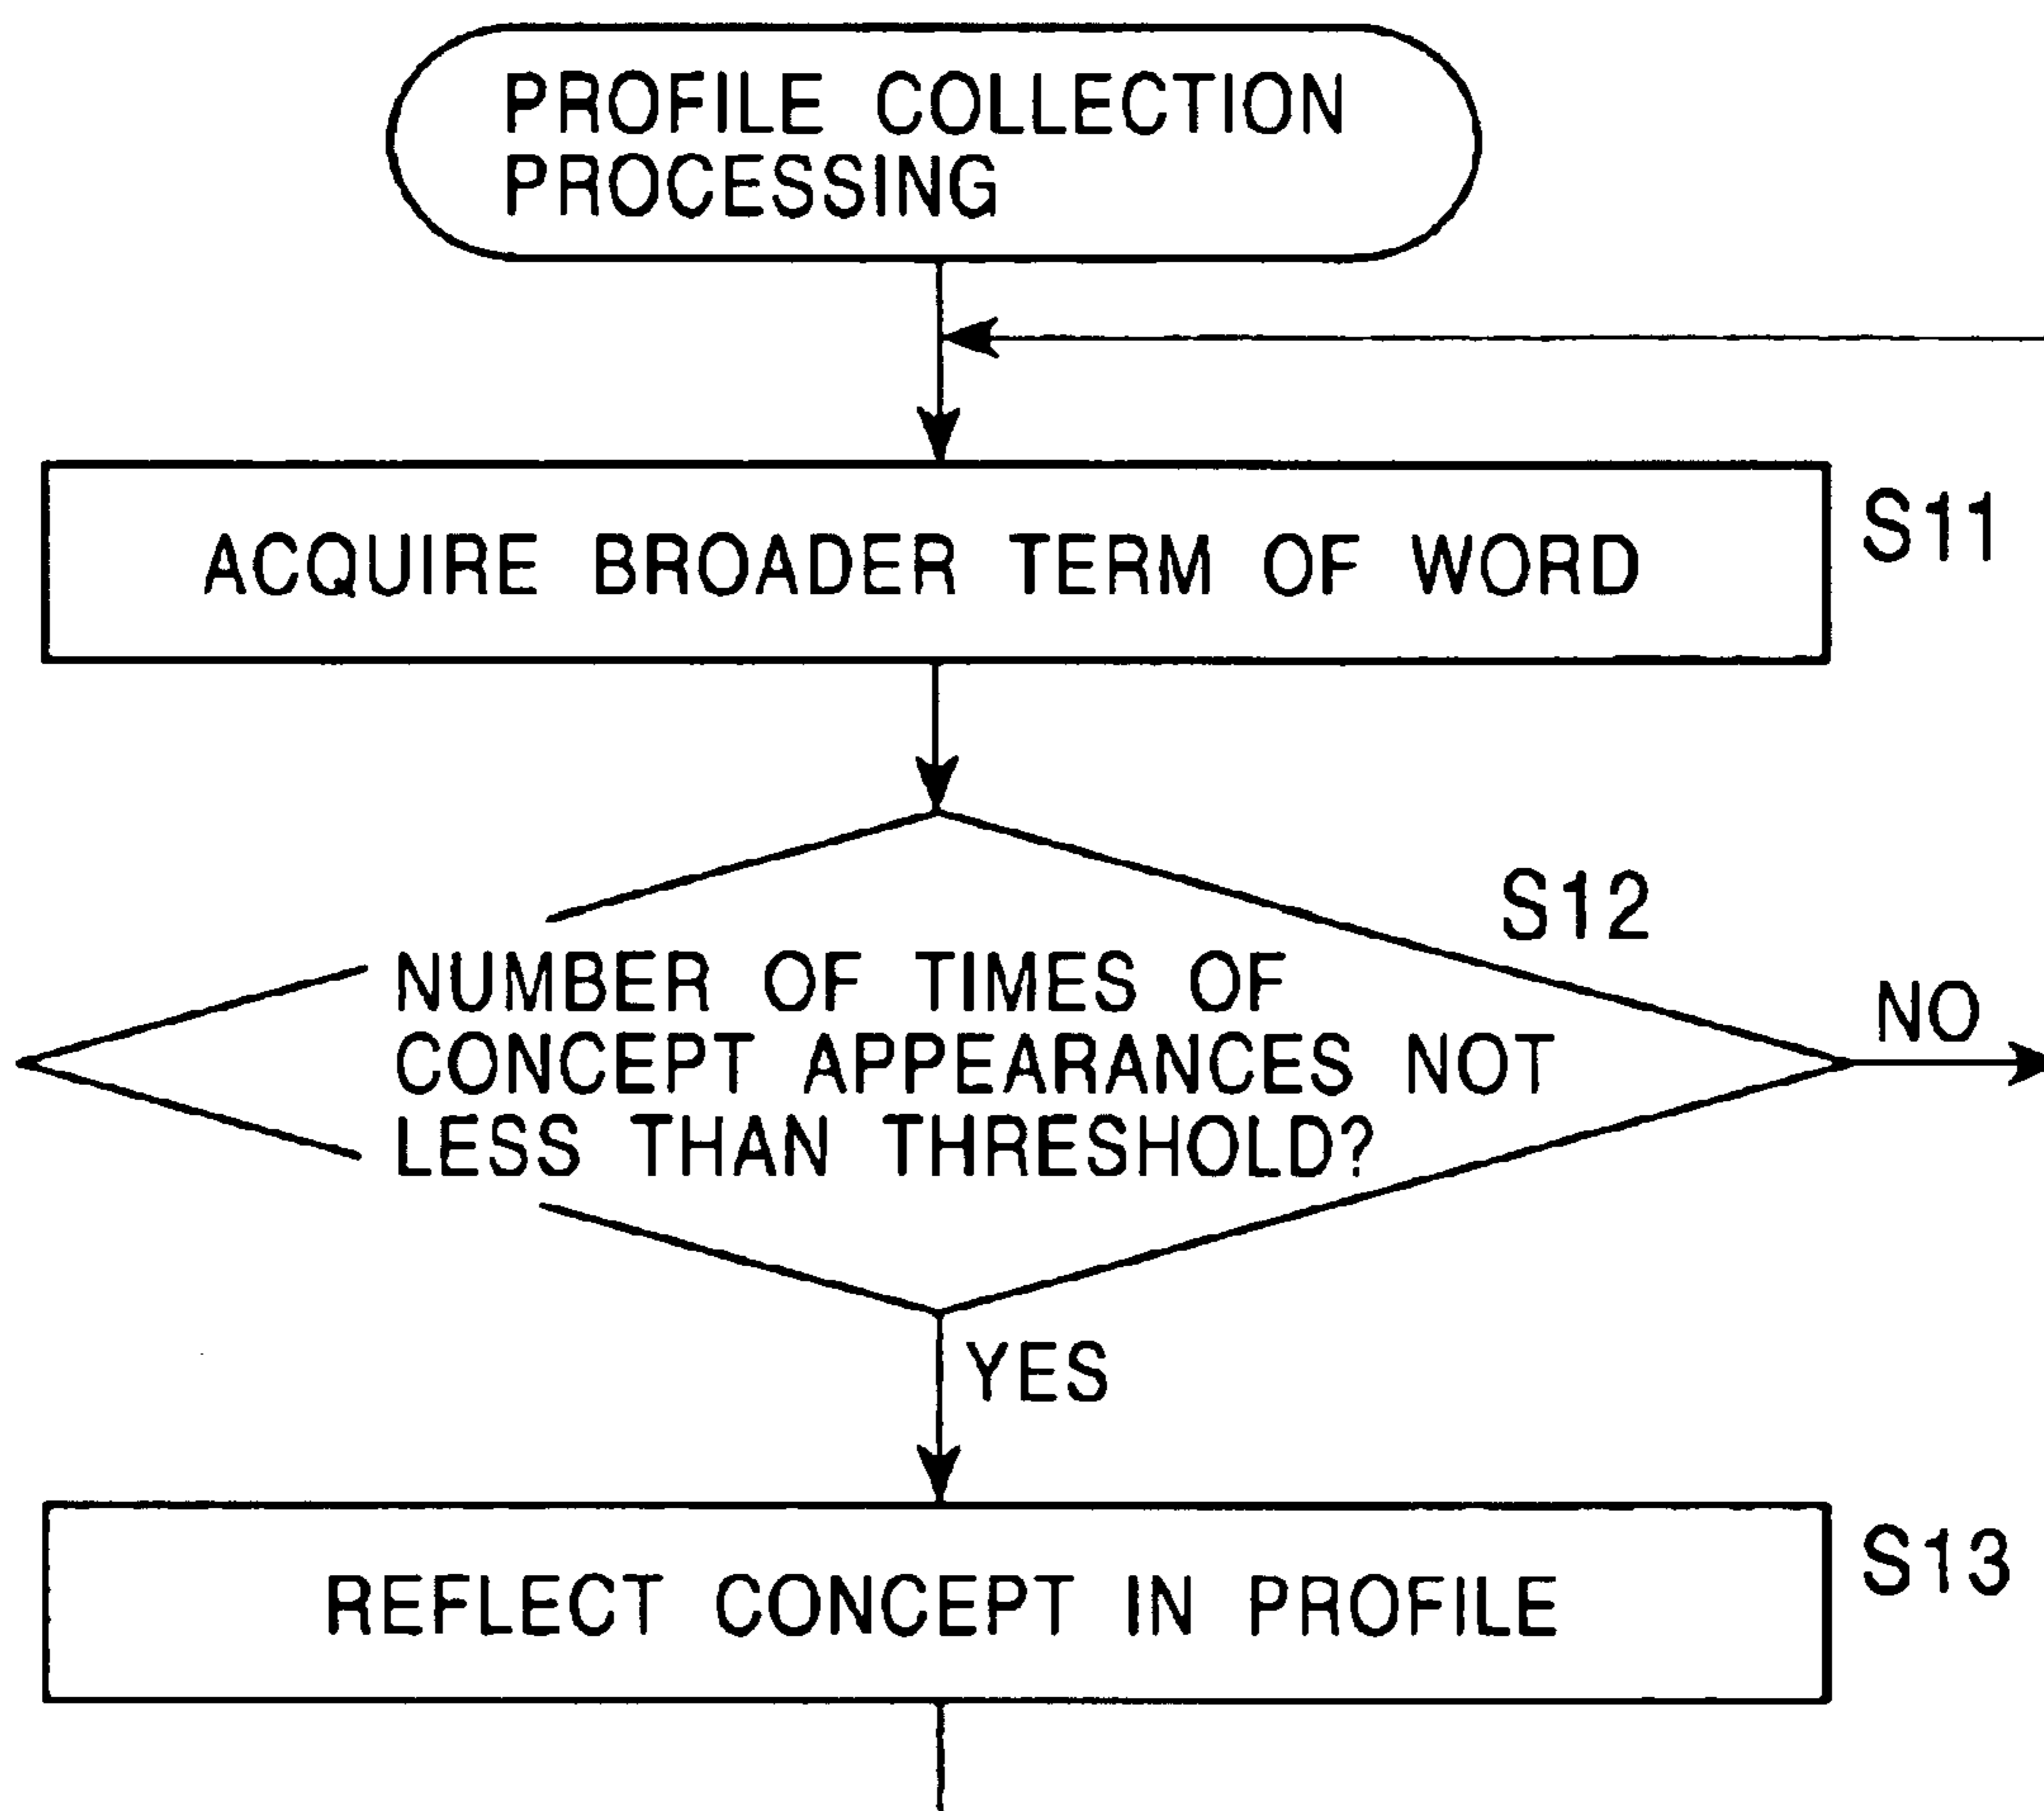 PROFILE COLLECTION
PROCESSING
ACQUIRE BROADER TERM OF WORD
S11
S12
NUMBER OF TIMES OF
CONCEPT APPEARANCES NOT
LESS THAN THRESHOLD?
NO
YES
REFLECT CONCEPT IN PROFILE
S13